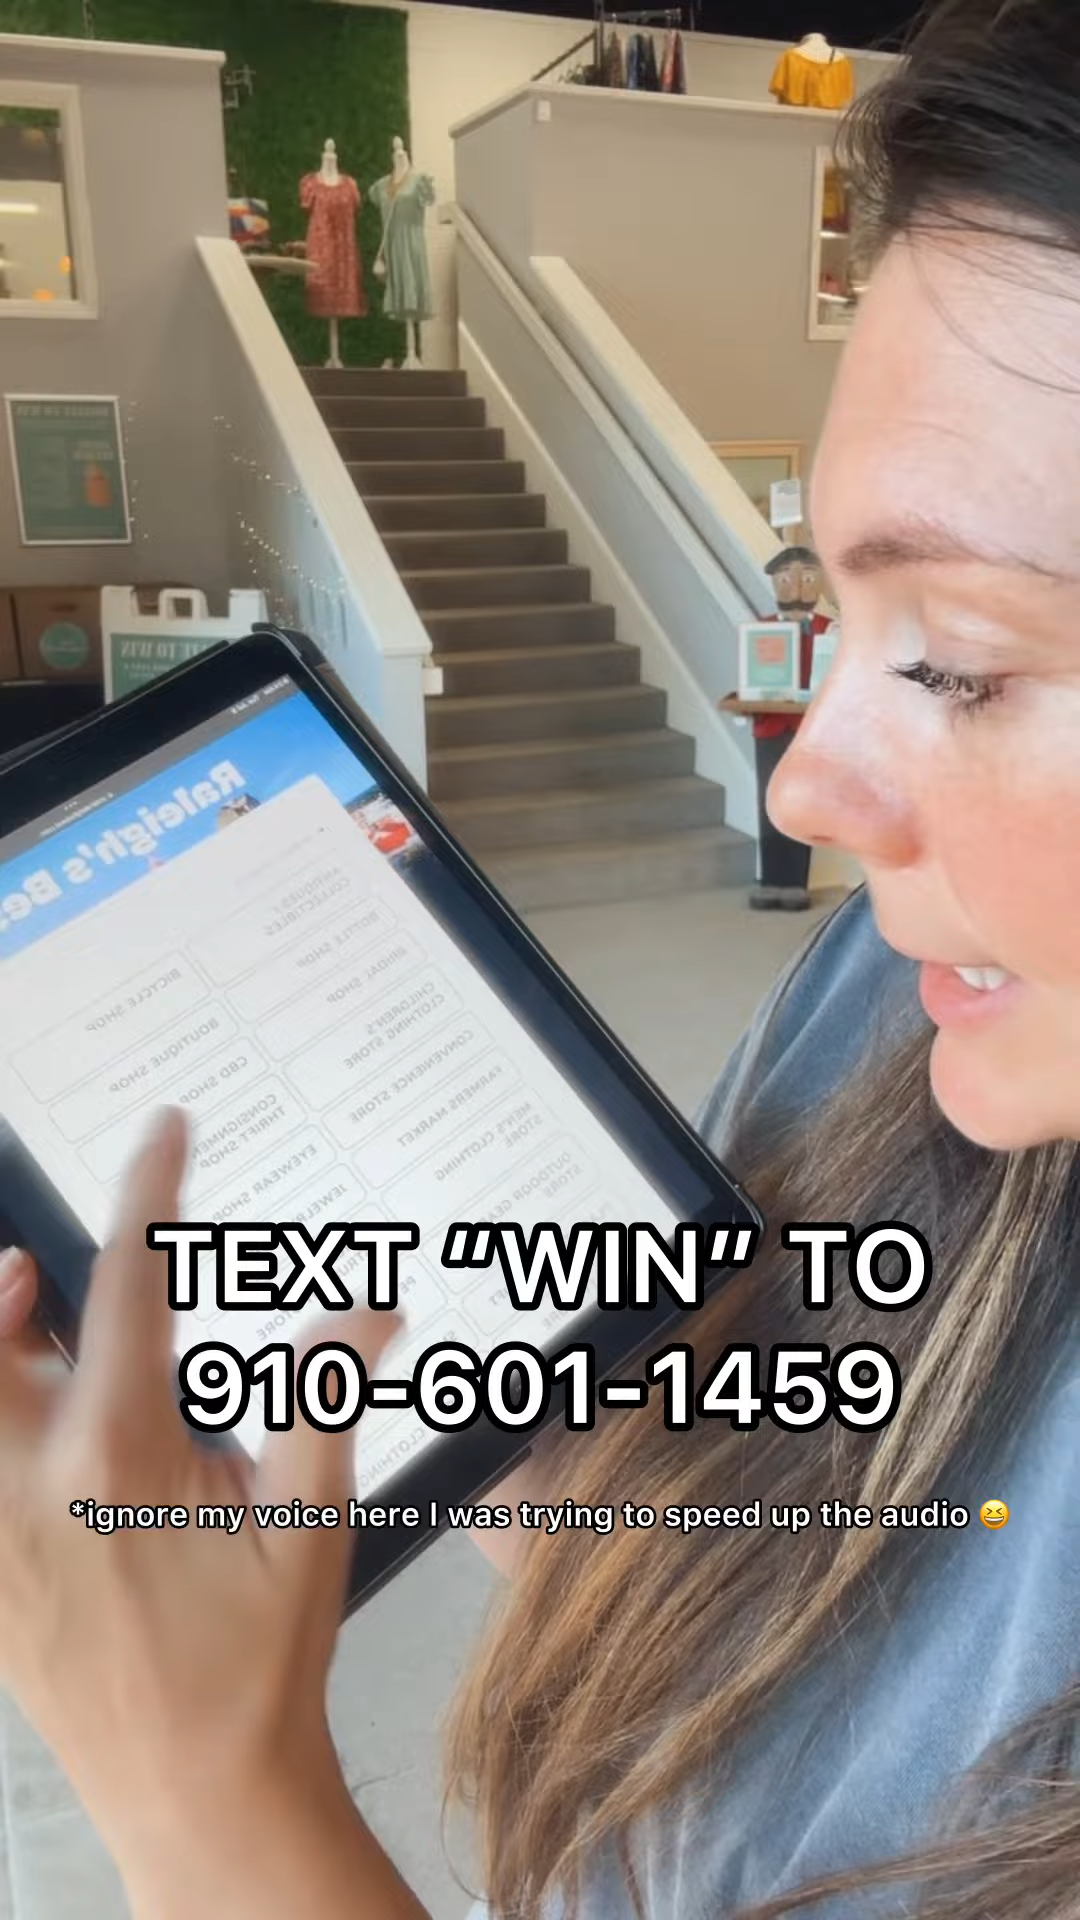 Raleigh's Bes
ANTIQUES /
COLLECTIBLES
BICYCLE SHOP
BOTTLE SHOP
BOUTIQUE SHOP
BRIDAL SHOP
CBD SHOP
CHILDREN'S
CLOTHING STORE
CONSIGNMEN
THRIFT SHOP
CONVENIENCE STORE
EYEWEAR SHOP
FARMERS MARKET
MEN'S CLOTHING
STORE
OUTDOOR GEAR
STORE
TEXT “WIN” TO
910-601-1459
*ignore my voice here I was trying to speed up the audio 😆